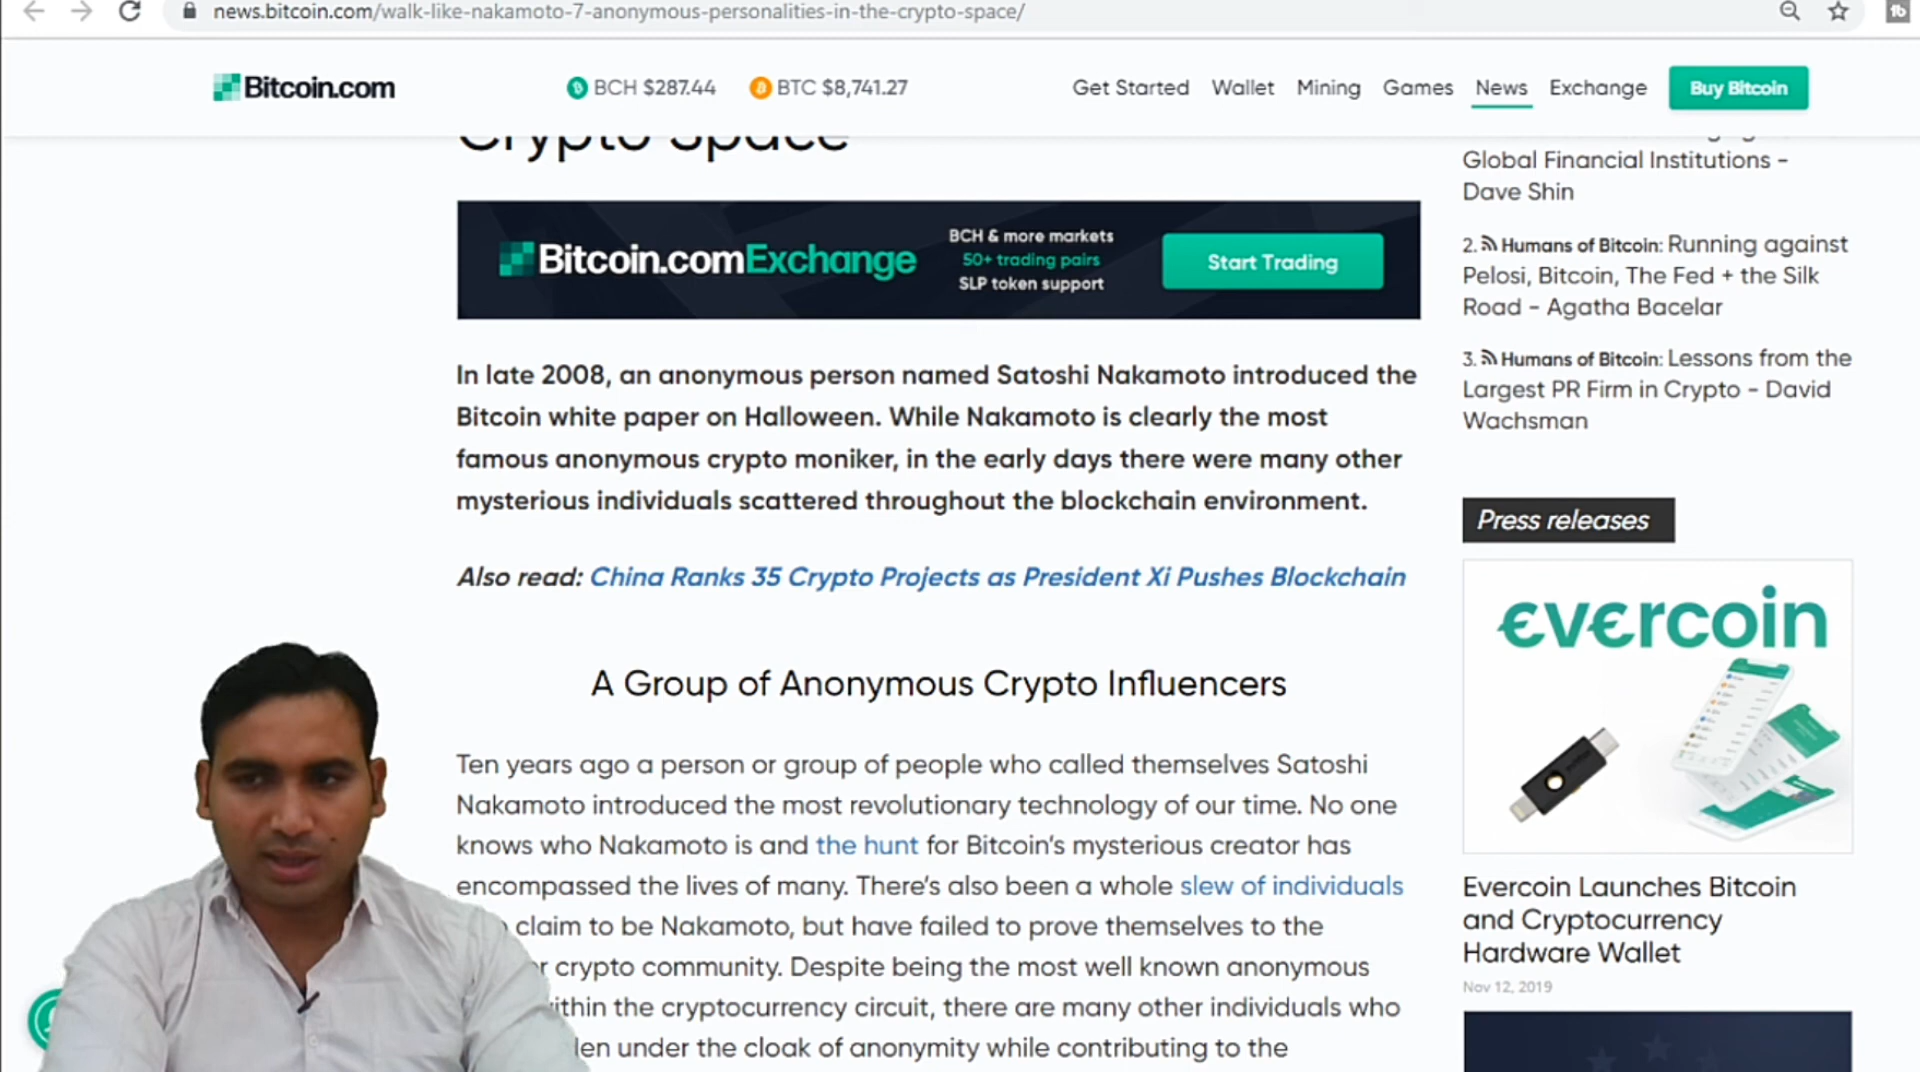 news.bitcoin.com/walk-like-nakamoto-7-anonymous-personalities-in-the-crypto-space/
Bitcoin.com
BCH $287.44
BTC $8,741.27
Get Started
Wallet
Mining
Games
News
Exchange
Buy Bitcoin
Crypto Space
Bitcoin.com Exchange
BCH & more markets
50+ trading pairs
SLP token support
Start Trading
In late 2008, an anonymous person named Satoshi Nakamoto introduced the
Bitcoin white paper on Halloween. While Nakamoto is clearly the most
famous anonymous crypto moniker, in the early days there were many other
mysterious individuals scattered throughout the blockchain environment.
Also read: China Ranks 35 Crypto Projects as President Xi Pushes Blockchain
A Group of Anonymous Crypto Influencers
Ten years ago a person or group of people who called themselves Satoshi
Nakamoto introduced the most revolutionary technology of our time. No one
knows who Nakamoto is and the hunt for Bitcoin's mysterious creator has
encompassed the lives of many. There's also been a whole slew of individuals
claim to be Nakamoto, but have failed to prove themselves to the
crypto community. Despite being the most well known anonymous
the cryptocurrency circuit, there are many other individuals who
under the cloak of anonymity while contributing to the
Global Financial Institutions -
Dave Shin
2. Humans of Bitcoin: Running against
Pelosi, Bitcoin, The Fed + the Silk
Road - Agatha Bacelar
3. Humans of Bitcoin: Lessons from the
Largest PR Firm in Crypto - David
Wachsman
Press releases
evercoin
Evercoin Launches Bitcoin
and Cryptocurrency
Hardware Wallet
Nov 12, 2019